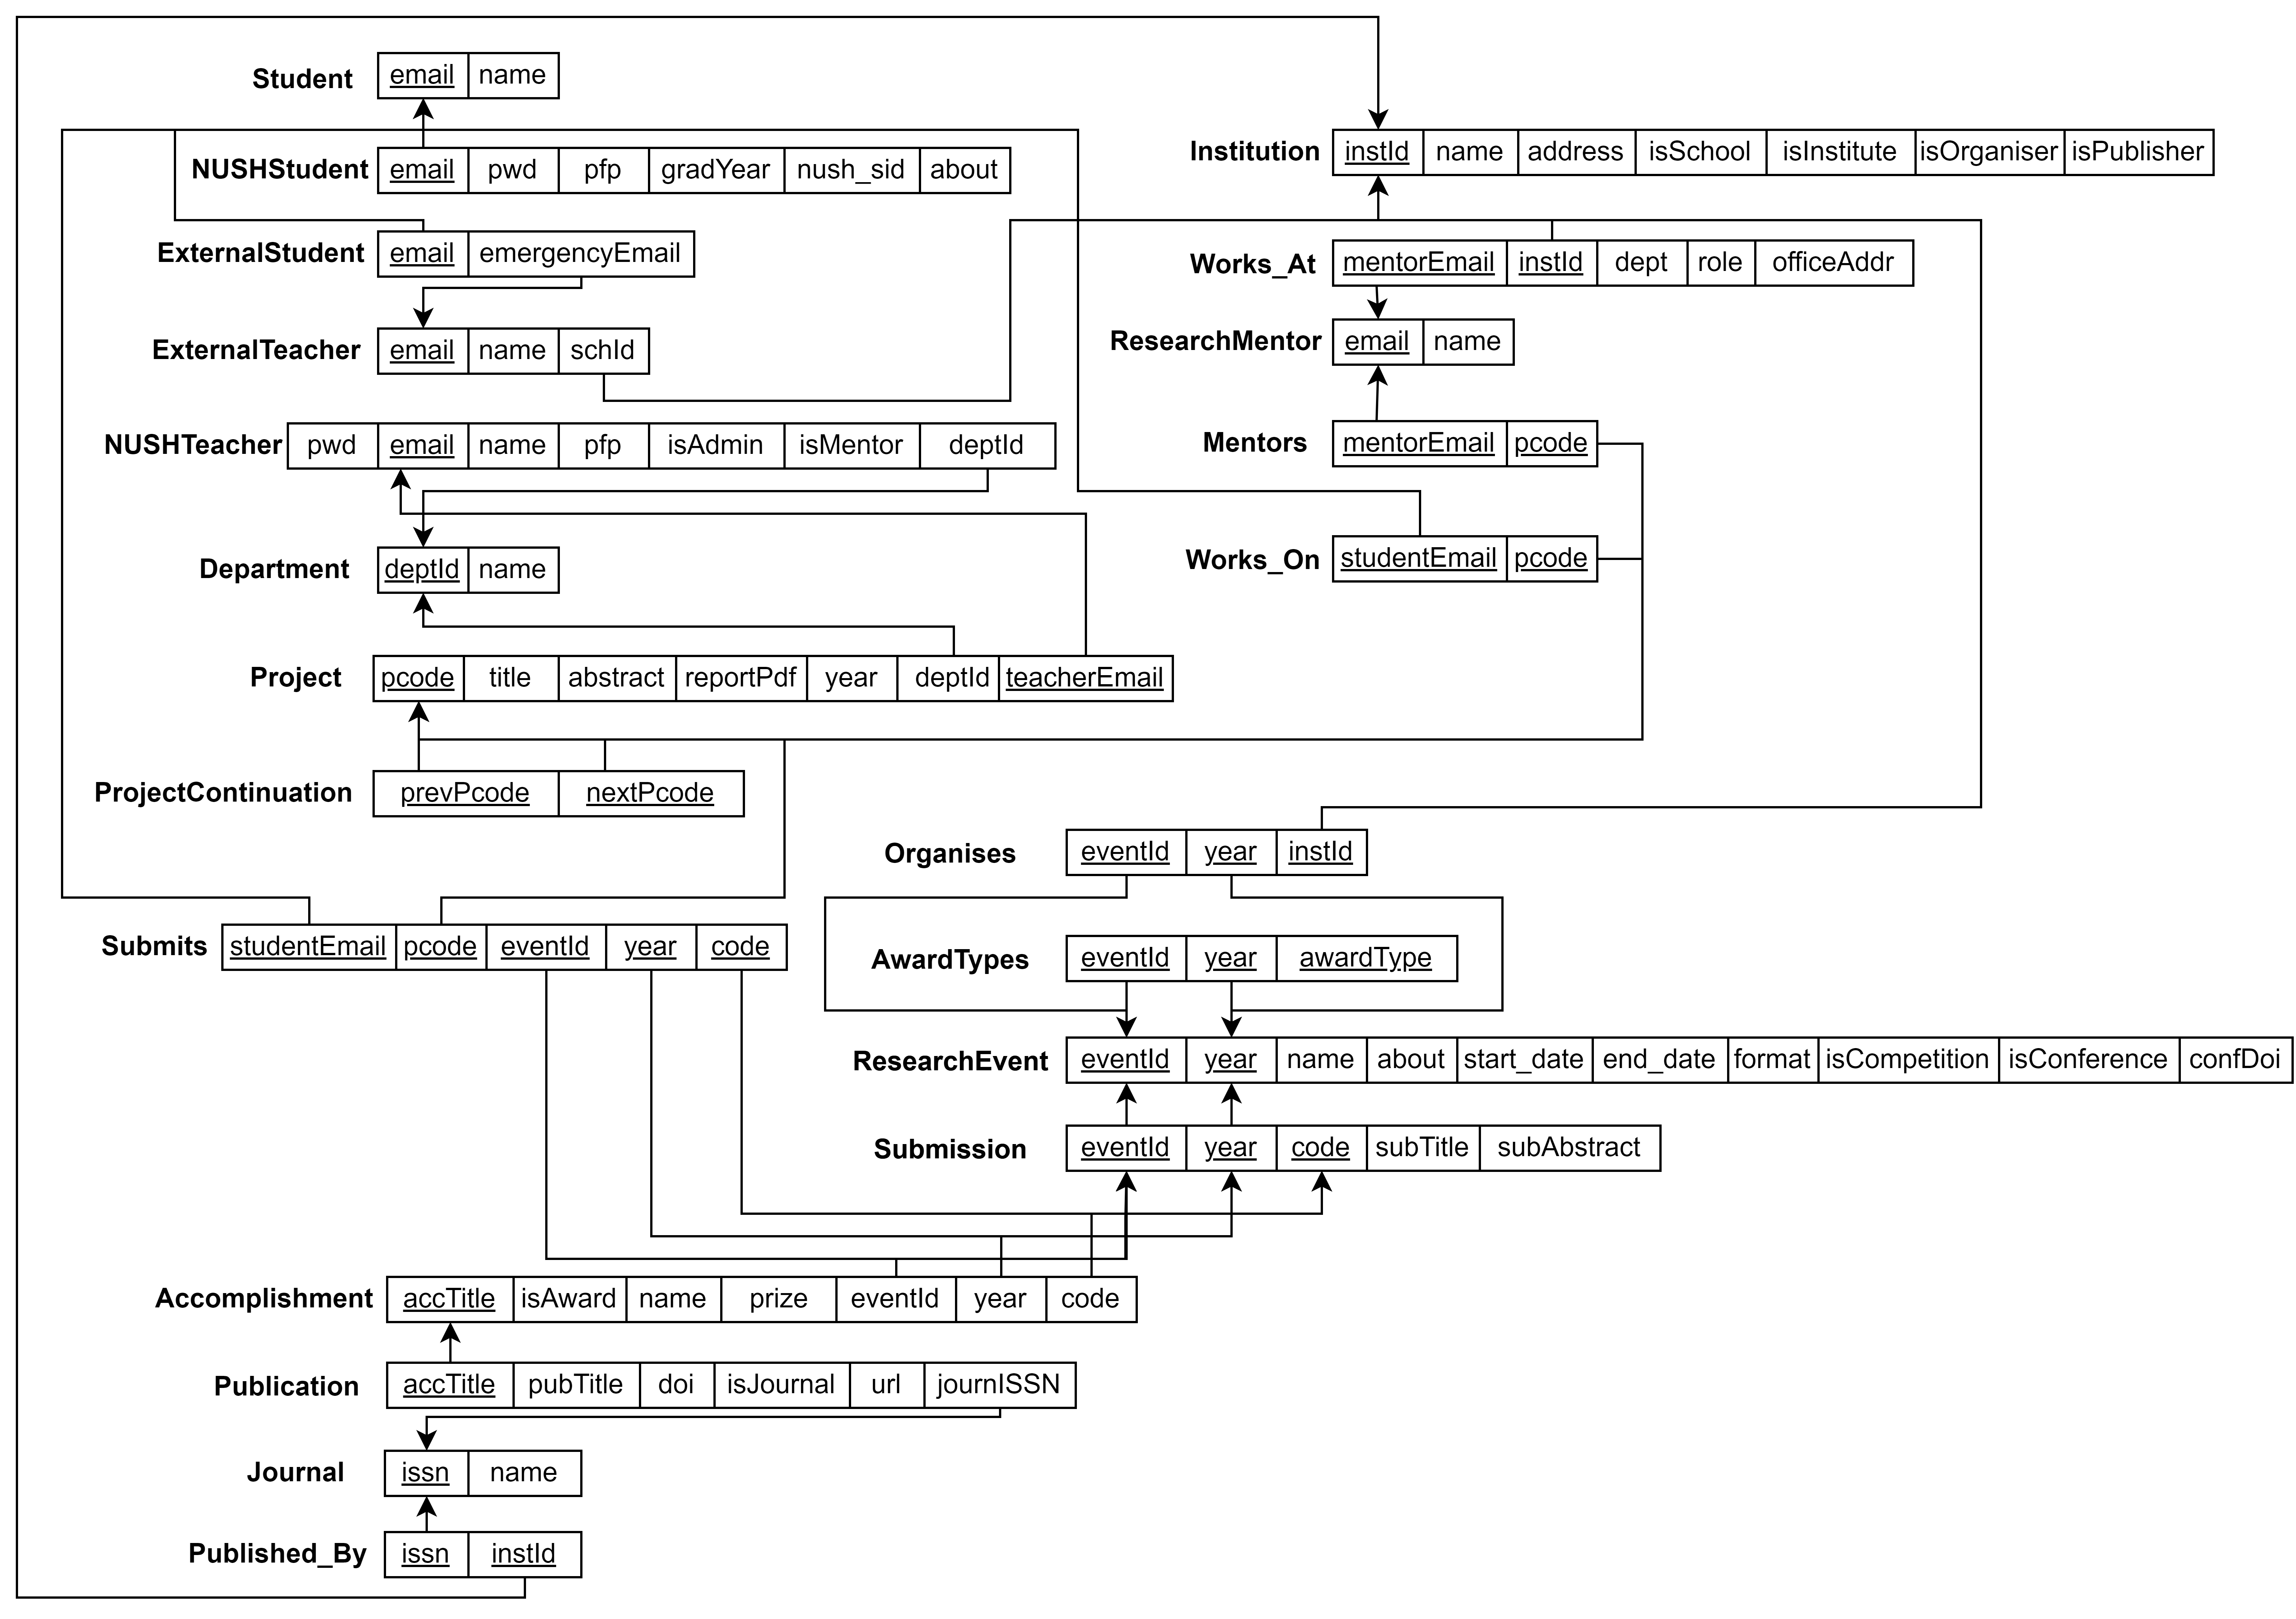 Student email name
NUSHStudent email pwd pfp gradYear nush_sid about
ExternalStudent email emergencyEmail
ExternalTeacher email name schId
NUSHTeacher pwd email name pfp isAdmin isMentor deptId
Department deptId name
Project pcode title abstract reportPdf year deptId teacherEmail
ProjectContinuation prevPcode nextPcode
Institution instId name address isSchool isInstitute isOrganiser isPublisher
Works_At mentorEmail instId dept role officeAddr
ResearchMentor email name
Mentors mentorEmail pcode
Works_On studentEmail pcode
Organises eventId year instId
Submits studentEmail pcode eventId year code
AwardTypes eventId year awardType
ResearchEvent eventId year name about start_date end_date format isCompetition isConference confDoi
Submission eventId year code subTitle subAbstract
Accomplishment accTitle isAward name prize eventId year code
Publication accTitle pubTitle doi isJournal url journISSN
Journal issn name
Published_By issn instId